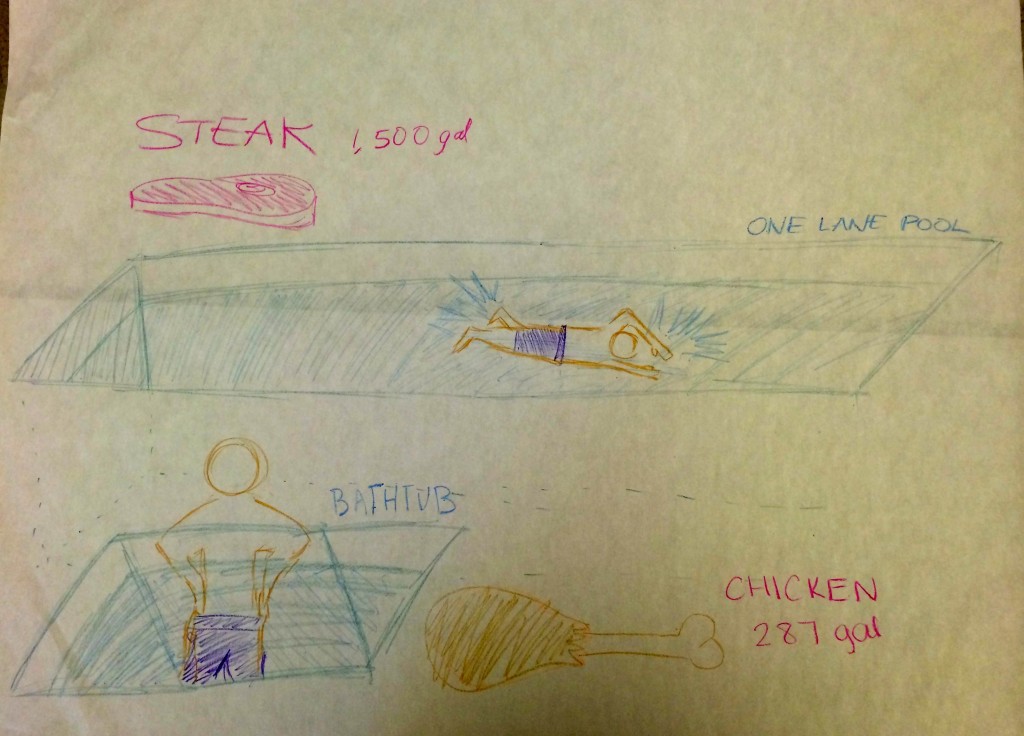 STEAK 1,500 gal
ONE LANE POOL
BATHTUB
CHICKEN
287 gal